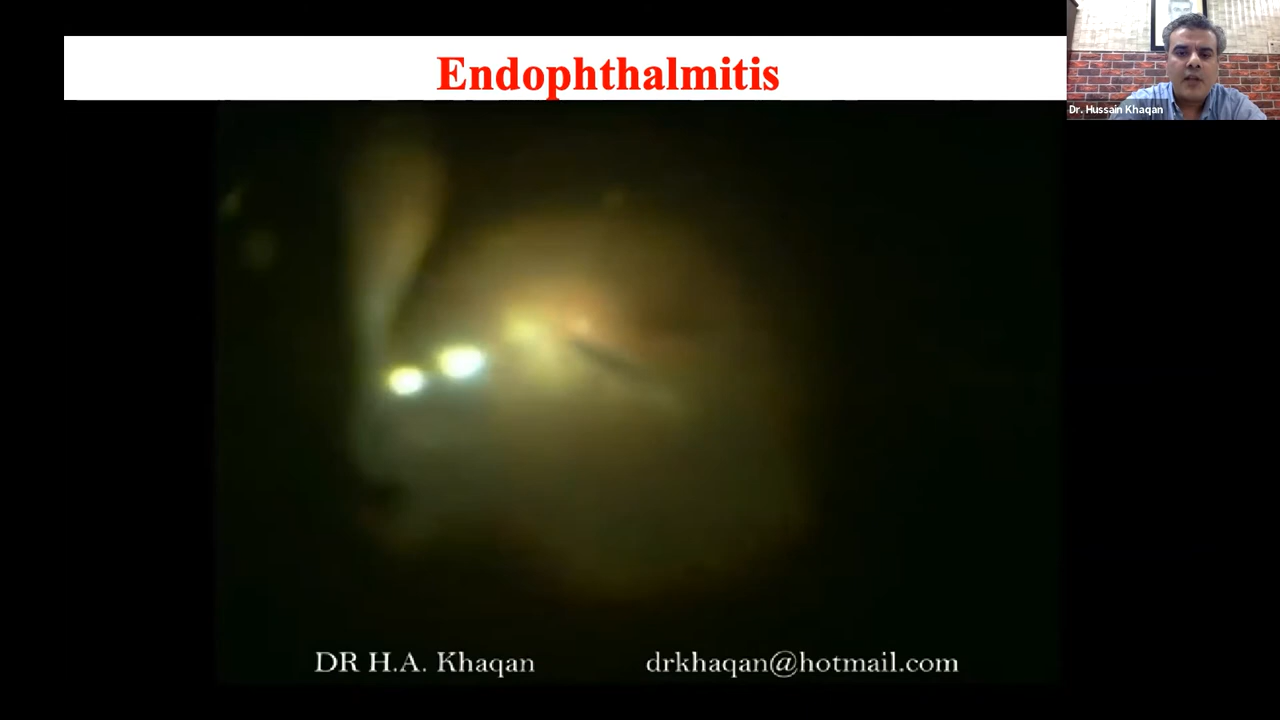 Endophthalmitis
Dr. Hussain Khaqan
DR H.A. Khaqan
drkhaqan@hotmail.com